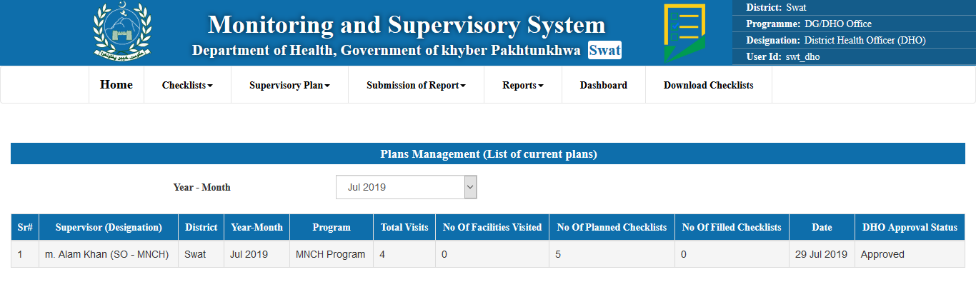 Monitoring and Supervisory System
Department of Health, Government of khyber Pakhtunkhwa Swat
District: Swat
Programme: DG/DHO Office
Designation: District Health Officer (DHO)
User Id: swt_dho
Home Checklists Supervisory Plan Submission of Report Reports Dashboard Download Checklists
Plans Management (List of current plans)
Year - Month Jul 2019
Sr# Supervisor (Designation) District Year-Month Program Total Visits No Of Facilities Visited No Of Planned Checklists No Of Filled Checklists Date DHO Approval Status
1 m. Alam Khan (SO - MNCH) Swat Jul 2019 MNCH Program 4 0 5 0 29 Jul 2019 Approved